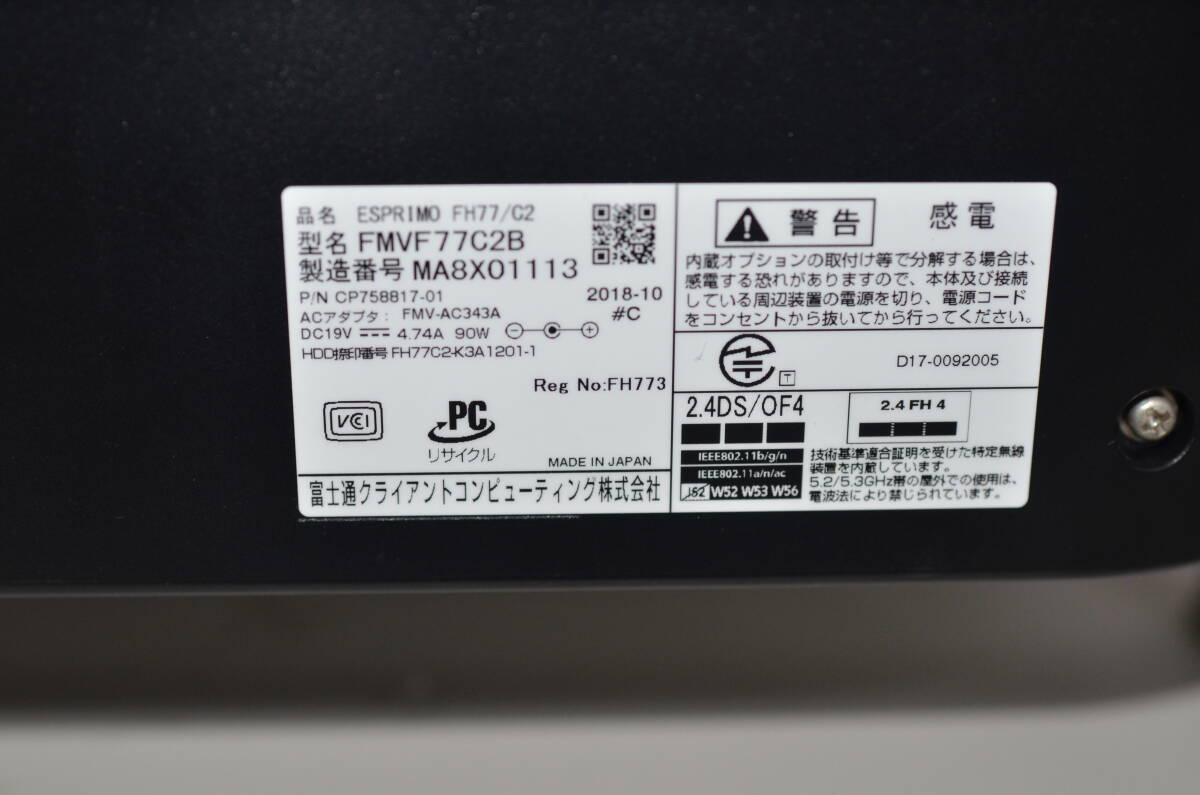 品名 ESPRIMO FH77/C2
型名 FMVF77C2B
製造番号 MA8X01113
P/N CP758817-01
2018-10
ACアダプタ: FMV-AC343A
#C
DC19V 4.74A 90W
HDD捺印番号 FH77C2-K3A1201-1
Reg No:FH773
VCCI
PC
リサイクル
MADE IN JAPAN
富士通クライアントコンピューティング株式会社
警告 感電
内蔵オプションの取付け等で分解する場合は、
感電する恐れがありますので、本体及び接続
している周辺装置の電源を切り、電源コード
をコンセントから抜いてから行ってください。
T
D17-0092005
2.4DS/OF4
2.4 FH 4
IEEE802.11b/g/n
IEEE802.11a/n/ac
J52 W52 W53 W56
技術基準適合証明を受けた特定無線
装置を内蔵しています。
5.2/5.3GHz帯の屋外での使用は、
電波法により禁じられています。